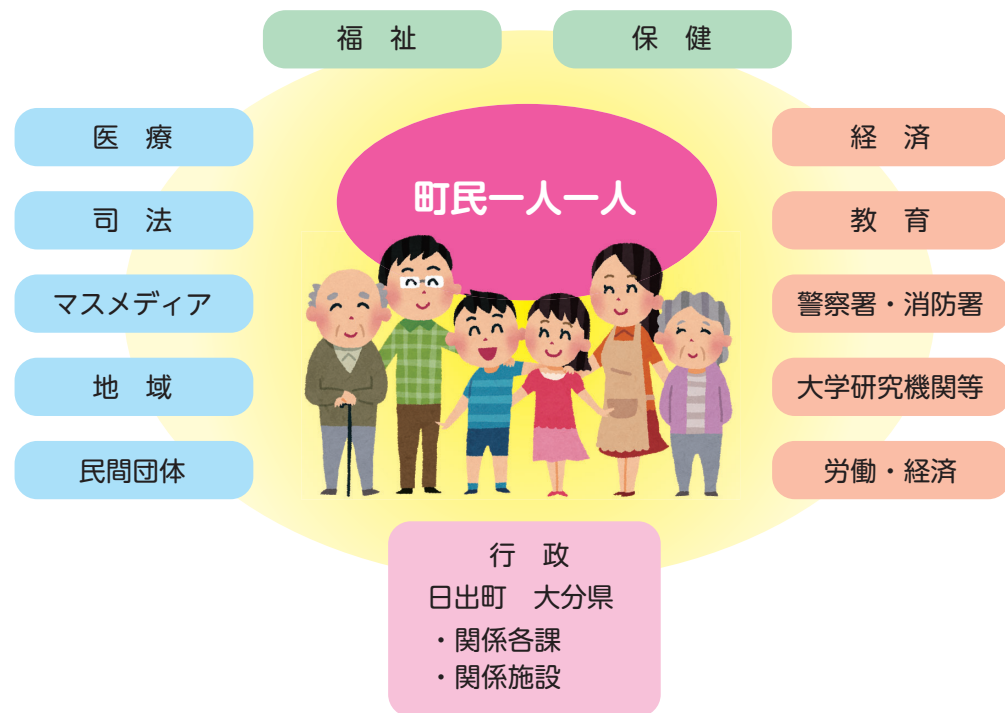 福　祉
保　健
医　療
司　法
マスメディア
地　域
民間団体
町民一人一人
経　済
教　育
警察署・消防署
大学研究機関等
労働・経済
行　政
日出町　大分県
・関係各課
・関係施設